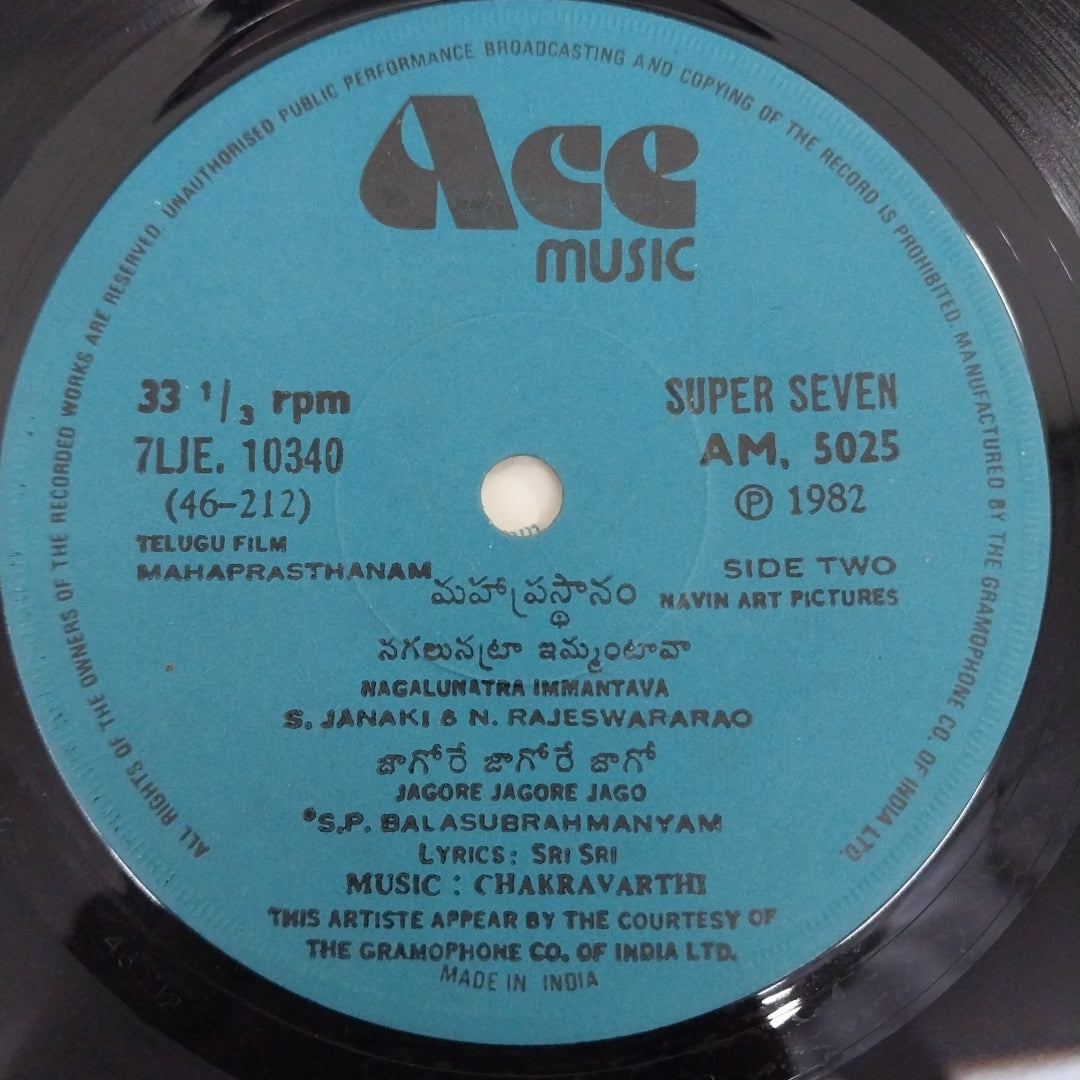 ALL RIGHTS OF THE OWNERS OF THE RECORDED WORKS ARE RESERVED. UNAUTHORISED PUBLIC PERFORMANCE BROADCASTING AND COPYING OF THE RECORD IS PROHIBITED. MANUFACTURED BY THE GRAMOPHONE CO. OF INDIA LTD.
Ace
MUSIC
33 1/3 rpm
SUPER SEVEN
7LJE. 10340
AM. 5025
(46-212)
Ⓟ 1982
TELUGU FILM
SIDE TWO
MAHAPRASTHANAM
మహాప్రస్థానం
NAVIN ART PICTURES
నగలునట్రా ఇమ్మంటావా
NAGALUNATRA IMMANTAVA
S. JANAKI & N. RAJESWARARAO
జాగోరే జాగోరే జాగో
JAGORE JAGORE JAGO
*S.P. BALASUBRAHMANYAM
LYRICS: SRI SRI
MUSIC : CHAKRAVARTHI
THIS ARTISTE APPEAR BY THE COURTESY OF
THE GRAMOPHONE CO. OF INDIA LTD.
MADE IN INDIA